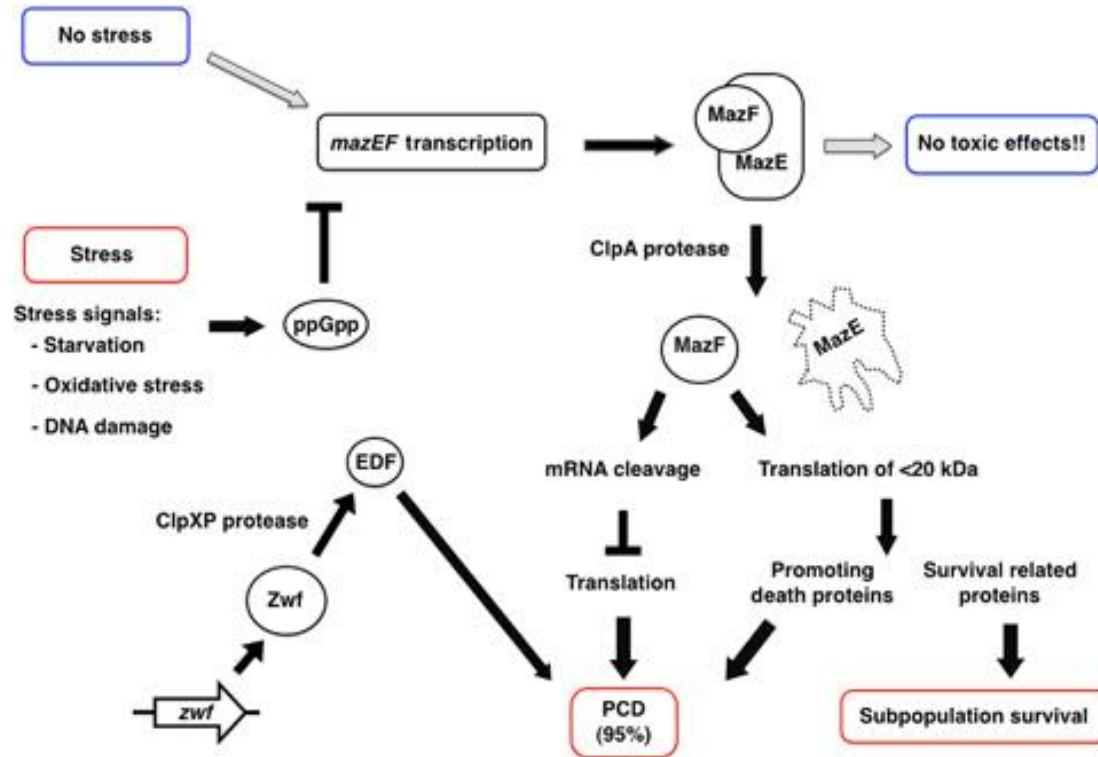 No stress
mazEF transcription
MazF
MazE
No toxic effects!!
Stress
Stress signals:
- Starvation
- Oxidative stress
- DNA damage
ppGpp
ClpA protease
MazF
MazE
EDF
mRNA cleavage
Translation of <20 kDa
ClpXP protease
Zwf
zwf
Translation
Promoting
death proteins
Survival related
proteins
PCD
(95%)
Subpopulation survival